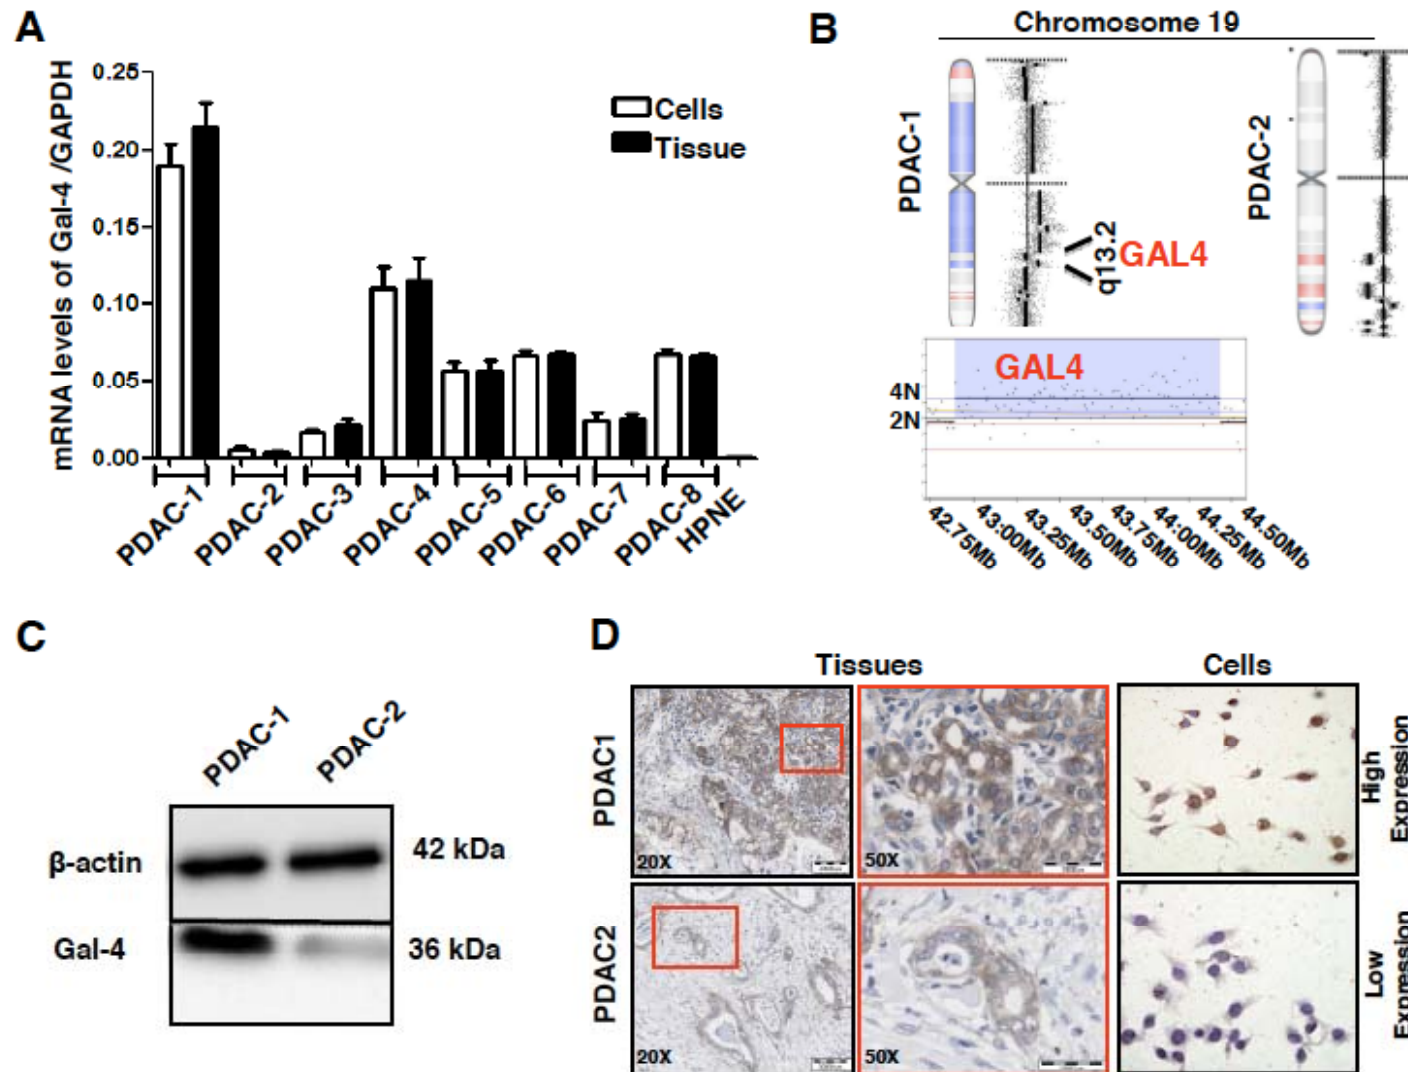 A
mRNA levels of Gal-4 /GAPDH
0.25
0.20
0.15
0.10
0.05
0.00
Cells
Tissue
PDAC-1
PDAC-2
PDAC-3
PDAC-4
PDAC-5
PDAC-6
PDAC-7
PDAC-8
HPNE
B
Chromosome 19
PDAC-1
q13.2
GAL4
PDAC-2
GAL4
4N
2N
42.75Mb
43:00Mb
43.25Mb
43.50Mb
43.75Mb
44:00Mb
44.25Mb
44.50Mb
C
PDAC-1
PDAC-2
β-actin
42 kDa
Gal-4
36 kDa
D
Tissues
Cells
PDAC1
20X
50X
High
Expression
PDAC2
20X
50X
Low
Expression